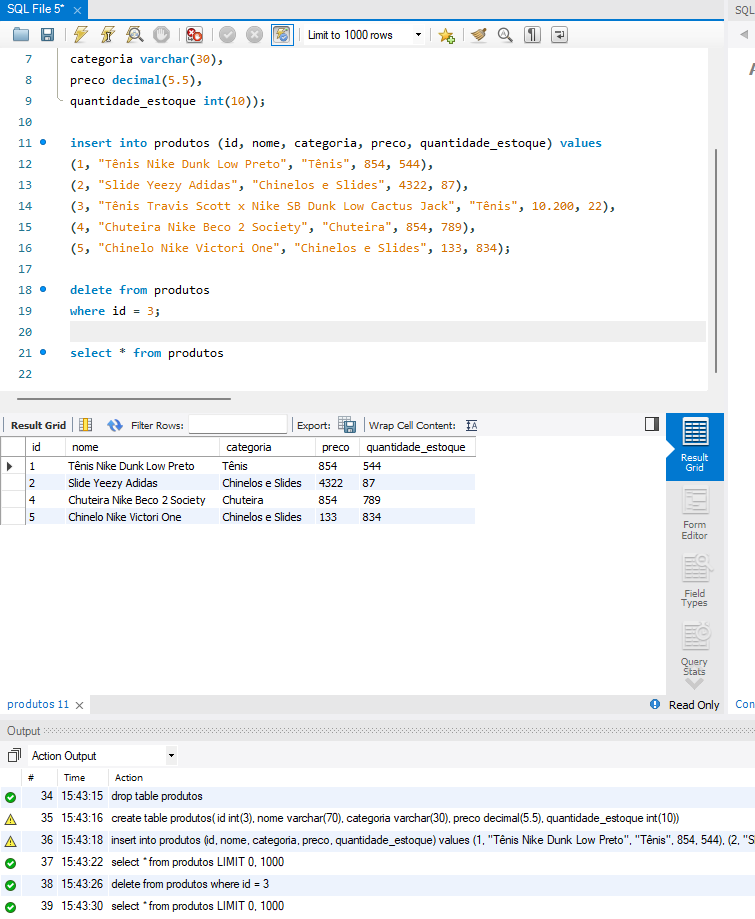 SQL File 5*
SQL
Limit to 1000 rows
7 categoria varchar(30),
8 preco decimal(5.5),
9 quantidade_estoque int(10));
10
11 insert into produtos (id, nome, categoria, preco, quantidade_estoque) values
12 (1, "Tênis Nike Dunk Low Preto", "Tênis", 854, 544),
13 (2, "Slide Yeezy Adidas", "Chinelos e Slides", 4322, 87),
14 (3, "Tênis Travis Scott x Nike SB Dunk Low Cactus Jack", "Tênis", 10.200, 22),
15 (4, "Chuteira Nike Beco 2 Society", "Chuteira", 854, 789),
16 (5, "Chinelo Nike Victori One", "Chinelos e Slides", 133, 834);
17
18 delete from produtos
19 where id = 3;
20
21 select * from produtos
22
Result Grid Filter Rows: Export: Wrap Cell Content:
id nome categoria preco quantidade_estoque
1 Tênis Nike Dunk Low Preto Tênis 854 544
2 Slide Yeezy Adidas Chinelos e Slides 4322 87
4 Chuteira Nike Beco 2 Society Chuteira 854 789
5 Chinelo Nike Victori One Chinelos e Slides 133 834
Result
Grid
Form
Editor
Field
Types
Query
Stats
produtos 11
Read Only
Con
Output
Action Output
# Time Action
34 15:43:15 drop table produtos
35 15:43:16 create table produtos( id int(3), nome varchar(70), categoria varchar(30), preco decimal(5.5), quantidade_estoque int(10))
36 15:43:18 insert into produtos (id, nome, categoria, preco, quantidade_estoque) values (1, "Tênis Nike Dunk Low Preto", "Tênis", 854, 544), (2, "S
37 15:43:22 select * from produtos LIMIT 0, 1000
38 15:43:26 delete from produtos where id = 3
39 15:43:30 select * from produtos LIMIT 0, 1000